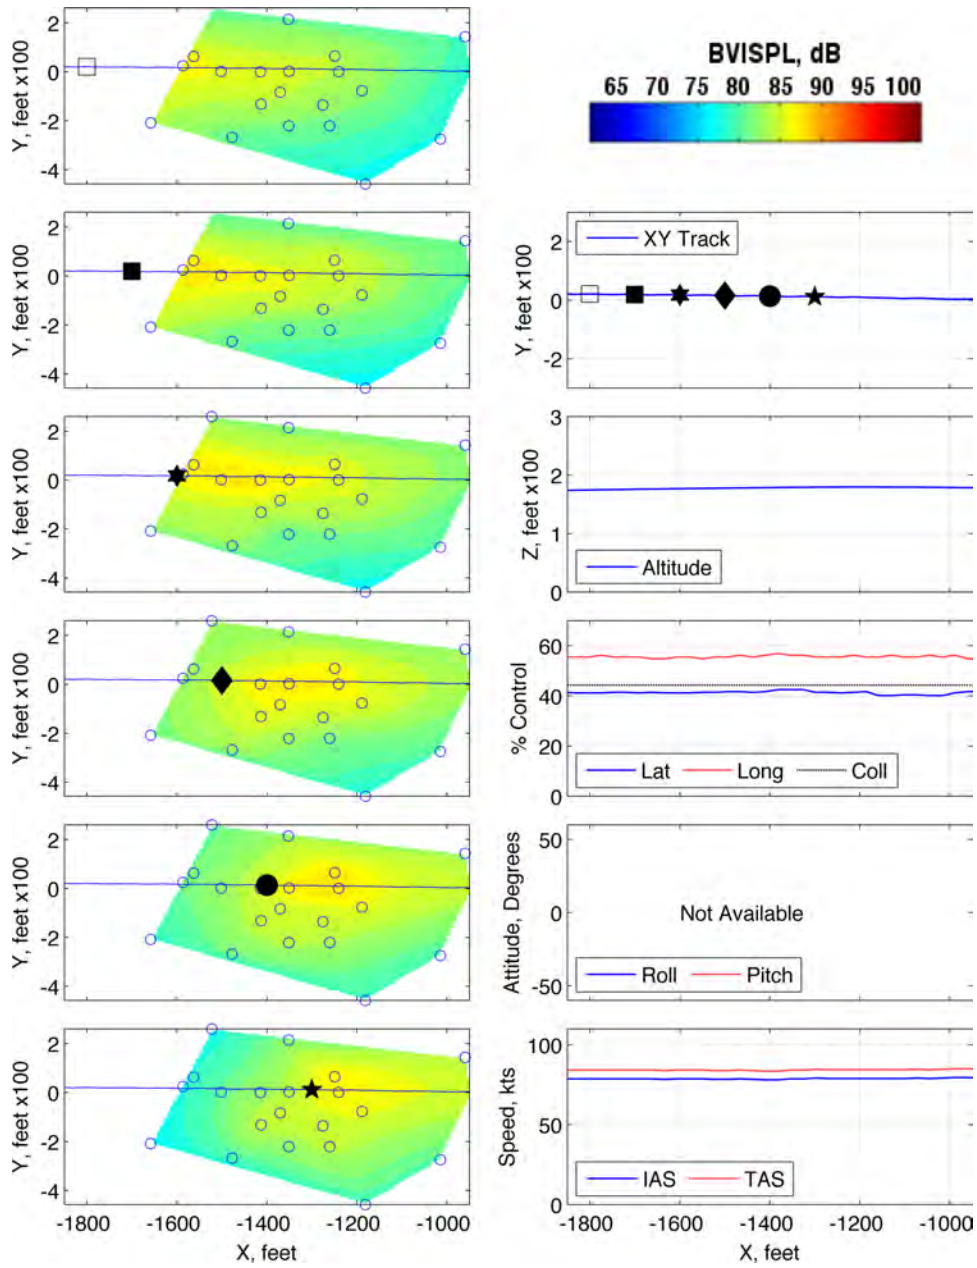 BVISPL, dB
65 70 78 80 85 90 95 100
Y, feet x100
2
0
-2
-4
Y, feet x100
2
0
-2
-4
XY Track
Y, feet x100
2
0
-2
Y, feet x100
2
0
-2
-4
Z, feet x100
3
2
1
0
Altitude
Y, feet x100
2
0
-2
-4
% Control
60
40
20
0
Lat Long Coll
Y, feet x100
2
0
-2
-4
Attitude, Degrees
50
0
-50
Not Available
Roll Pitch
Y, feet x100
2
0
-2
-4
-1800 -1600 -1400 -1200 -1000
X, feet
Speed, kts
100
50
0
IAS TAS
-1800 -1600 -1400 -1200 -1000
X, feet